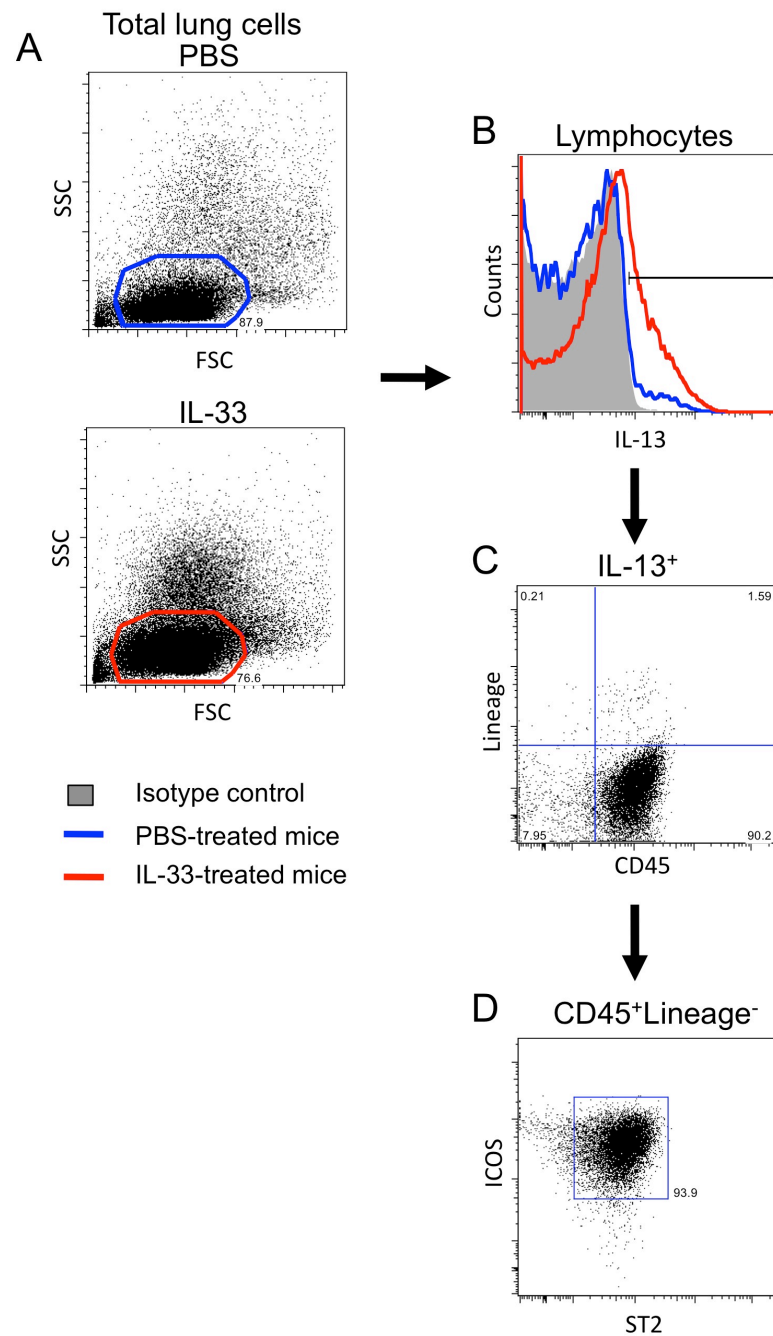 A
Total lung cells
PBS
SSC
87.9
FSC
IL-33
SSC
76.6
FSC
Isotype control
PBS-treated mice
IL-33-treated mice
B
Lymphocytes
Counts
IL-13
C
IL-13⁺
0.21
1.59
Lineage
7.95
90.2
CD45
D
CD45⁺Lineage⁻
ICOS
93.9
ST2